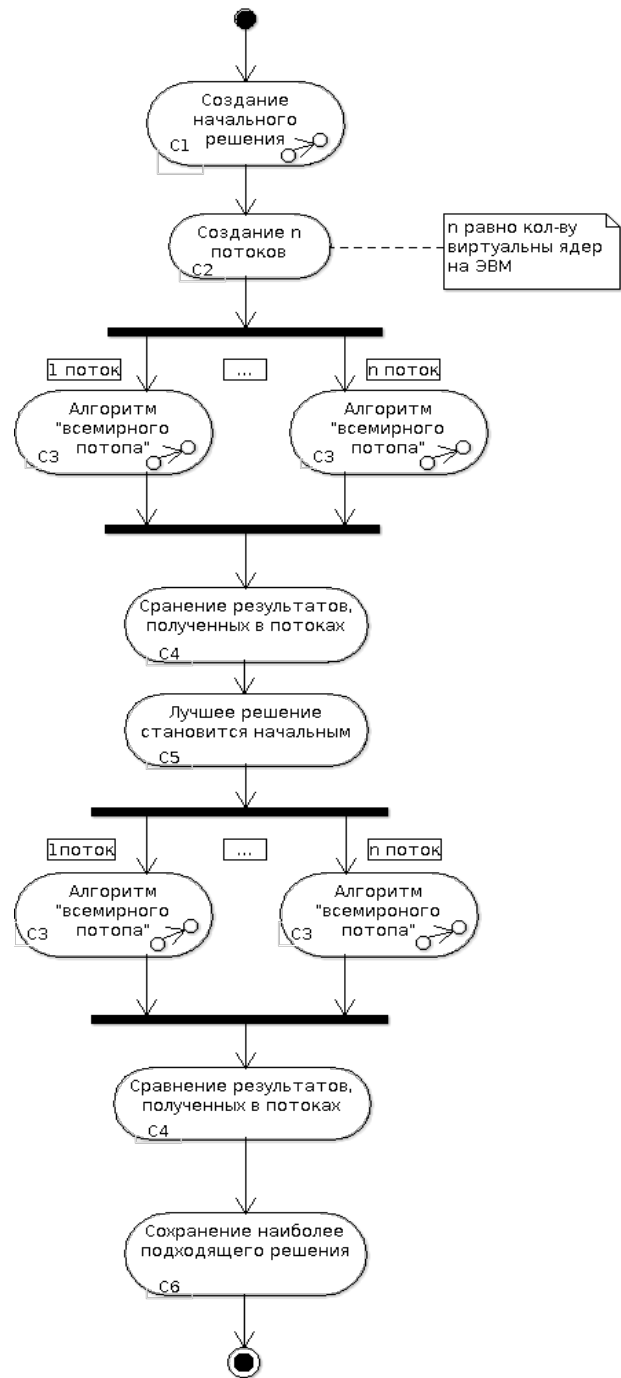 Создание
начального
решения
C1
Создание n
потоков
C2
n равно кол-ву
виртуальны ядер
на ЭВМ
1 поток
...
n поток
Алгоритм
"всемирного
потопа"
C3
Алгоритм
"всемирного
потопа"
C3
Сранение результатов,
полученных в потоках
C4
Лучшее решение
становится начальным
C5
1поток
...
n поток
Алгоритм
"всемирного
потопа"
C3
Алгоритм
"всемироного
потопа"
C3
Сравнение результатов,
полученных в потоках
C4
Сохранение наиболее
подходящего решения
C6